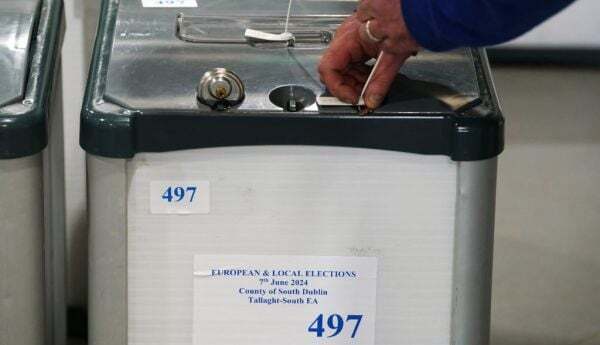 497
EUROPEAN & LOCAL ELECTIONS
7th June 2024
County of South Dublin
Tallaght-South EA
497